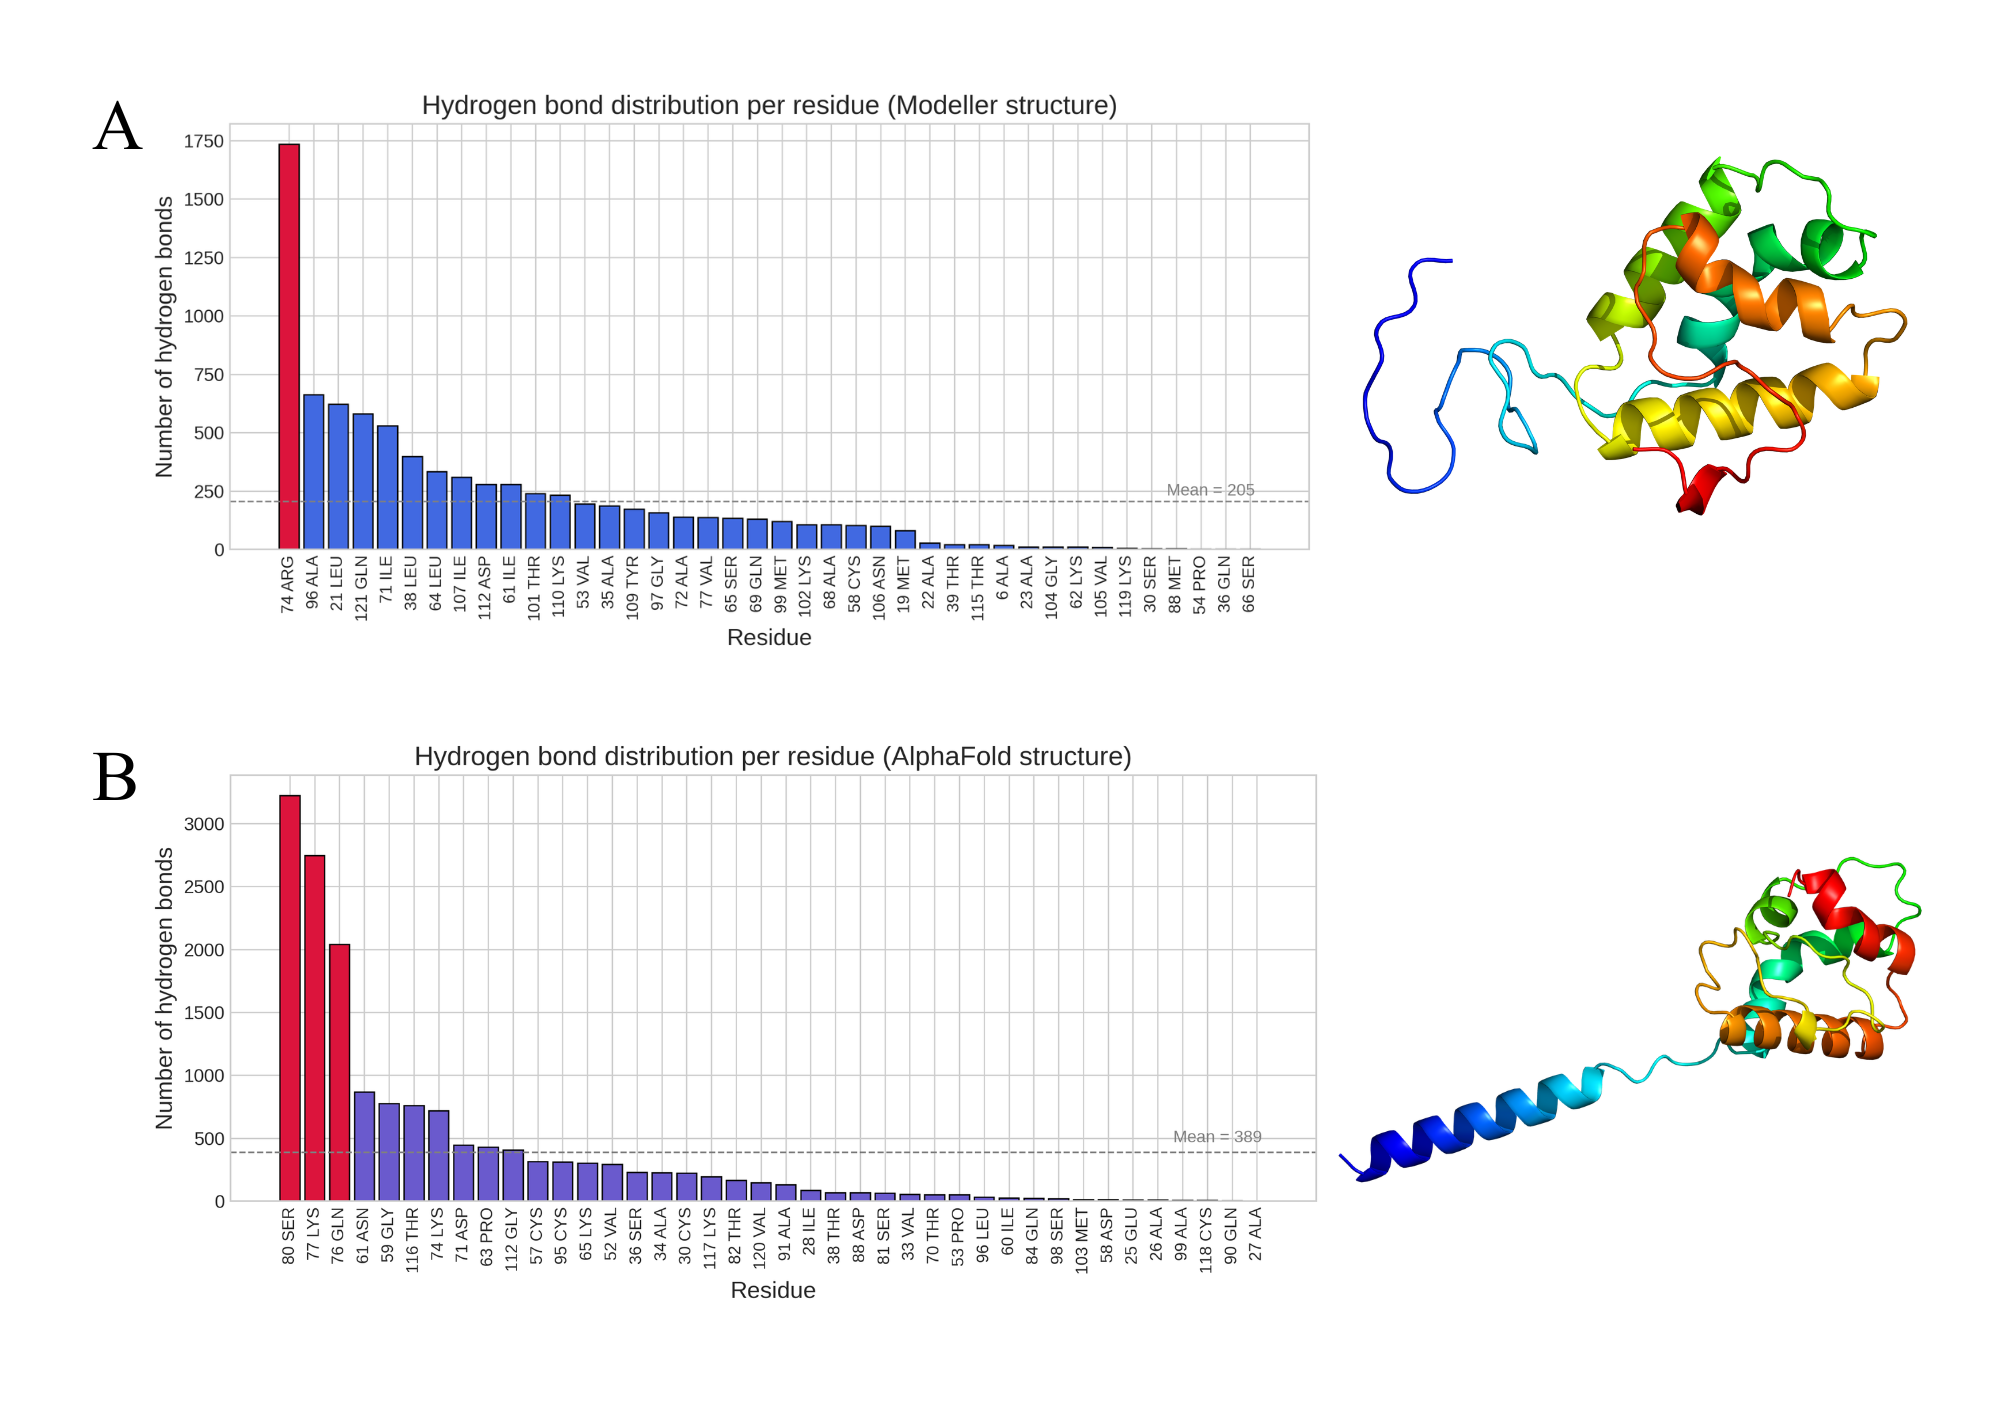 A
Hydrogen bond distribution per residue (Modeller structure)
Number of hydrogen bonds
1750
1500
1250
1000
750
500
250
0
Mean = 205
74 ARG
96 ALA
21 LEU
121 GLN
71 ILE
38 LEU
64 LEU
107 ILE
112 ASP
61 ILE
101 THR
110 LYS
53 VAL
35 ALA
109 TYR
97 GLY
72 ALA
77 VAL
65 SER
69 GLN
99 MET
102 LYS
68 ALA
58 CYS
106 ASN
19 MET
22 ALA
39 THR
115 THR
6 ALA
23 ALA
104 GLY
62 LYS
105 VAL
119 LYS
30 SER
88 MET
54 PRO
36 GLN
66 SER
Residue
B
Hydrogen bond distribution per residue (AlphaFold structure)
Number of hydrogen bonds
3000
2500
2000
1500
1000
500
0
Mean = 389
80 SER
77 LYS
76 GLN
61 ASN
59 GLY
116 THR
74 LYS
71 ASP
63 PRO
112 GLY
57 CYS
95 CYS
65 LYS
52 VAL
36 SER
34 ALA
30 CYS
117 LYS
82 THR
120 VAL
91 ALA
28 ILE
38 THR
88 ASP
81 SER
33 VAL
70 THR
53 PRO
96 LEU
60 ILE
84 GLN
98 SER
103 MET
58 ASP
25 GLU
26 ALA
99 ALA
118 CYS
90 GLN
27 ALA
Residue